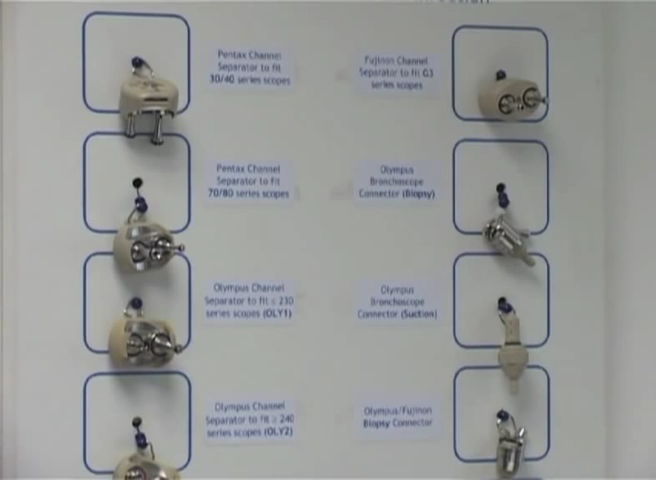 Pentax Channel
Separator to fit
30/40 series scopes
Pentax Channel
Separator to fit
70/80 series scopes
Olympus Channel
Separator to fit ≤ 230
series scopes (OLY1)
Olympus Channel
Separator to fit ≥ 240
series scopes (OLY2)
Fujinon Channel
Separator to fit G3
series scopes
Olympus
Bronchoscope
Connector (Biopsy)
Olympus
Bronchoscope
Connector (Suction)
Olympus/Fujinon
Biopsy Connector